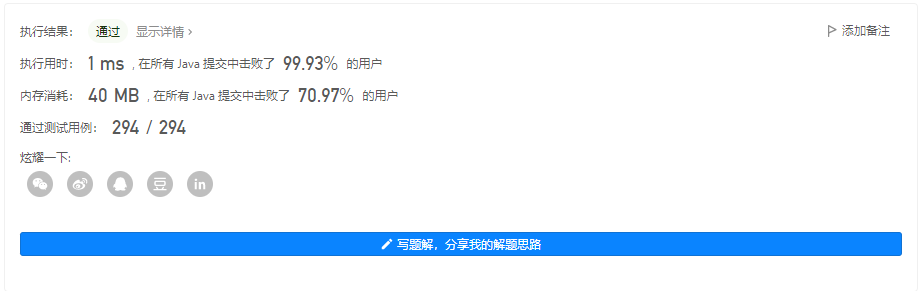 执行结果： 通过 显示详情 › 添加备注
执行用时： 1 ms , 在所有 Java 提交中击败了 99.93% 的用户
内存消耗： 40 MB , 在所有 Java 提交中击败了 70.97% 的用户
通过测试用例： 294 / 294
炫耀一下:
豆 in
写题解，分享我的解题思路